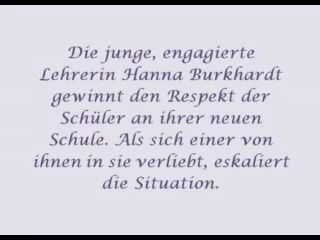 Die junge, engagierte
Lehrerin Hanna Burkhardt
gewinnt den Respekt der
Schüler an ihrer neuen
Schule. Als sich einer von
ihnen in sie verliebt, eskaliert
die Situation.